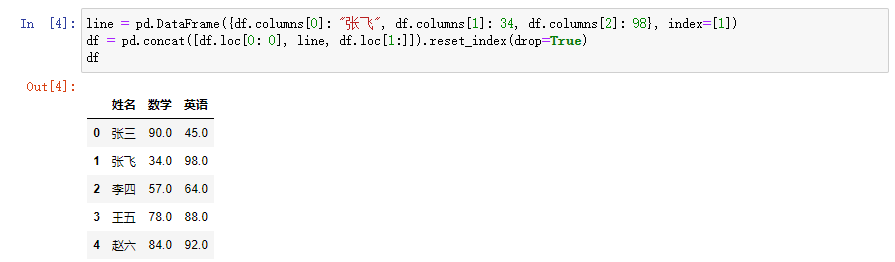 In [4]: line = pd.DataFrame({df.columns[0]: "张飞", df.columns[1]: 34, df.columns[2]: 98}, index=[1])
df = pd.concat([df.loc[0: 0], line, df.loc[1:]]).reset_index(drop=True)
df
Out[4]:
姓名 数学 英语
0 张三 90.0 45.0
1 张飞 34.0 98.0
2 李四 57.0 64.0
3 王五 78.0 88.0
4 赵六 84.0 92.0